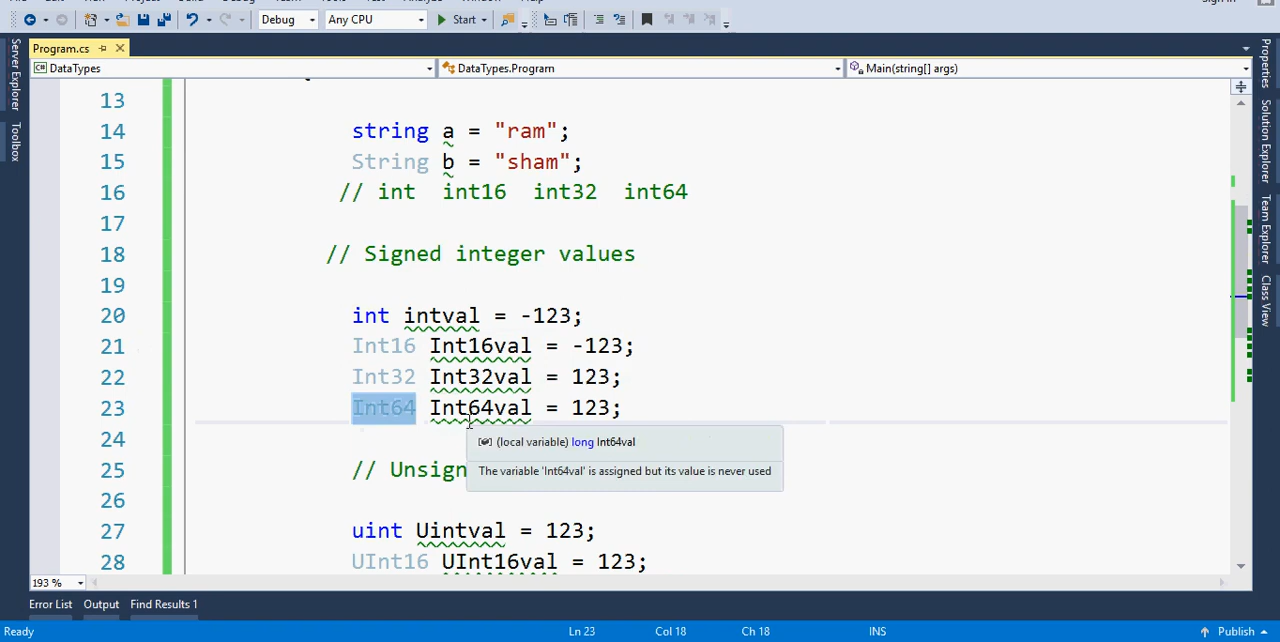 Debug Any CPU Start
Program.cs
DataTypes DataTypes.Program Main(string[] args)
Server Explorer
Toolbox
Properties
Solution Explorer
Team Explorer
Class View
13
14 string a = "ram";
15 String b = "sham";
16 // int int16 int32 int64
17
18 // Signed integer values
19
20 int intval = -123;
21 Int16 Int16val = -123;
22 Int32 Int32val = 123;
23 Int64 Int64val = 123;
24
(local variable) long Int64val
The variable 'Int64val' is assigned but its value is never used
25 // Unsign
26
27 uint Uintval = 123;
28 UInt16 UInt16val = 123;
193 %
Error List Output Find Results 1
Ready Ln 23 Col 18 Ch 18 INS Publish